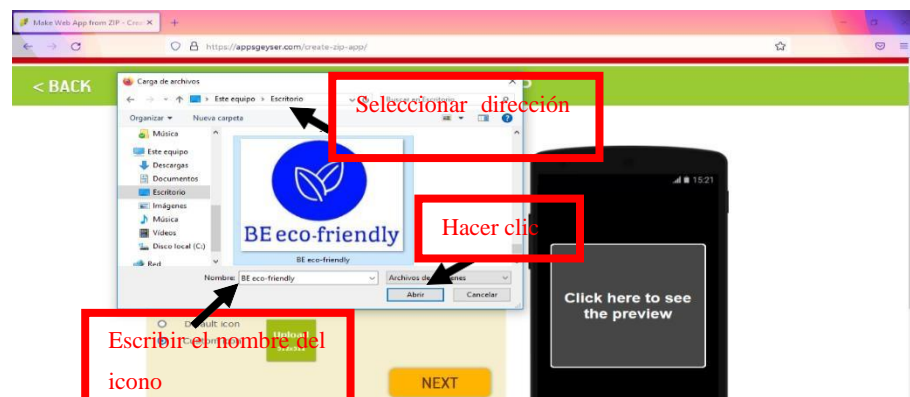 Make Web App from ZIP - Crea
https://appsgeyser.com/create-zip-app/
< BACK
Carga de archivos
Este equipo > Escritorio
Seleccionar dirección
Organizar
Nueva carpeta
Música
Este equipo
Descargas
Documentos
Escritorio
Imágenes
Música
Vídeos
Disco local (C:)
Red
BE eco-friendly
BE eco-friendly
Hacer clic
Nombre: BE eco-friendly
Archivos de
Abrir
Cancelar
15:21
Click here to see
the preview
Escribir el nombre del
icono
NEXT